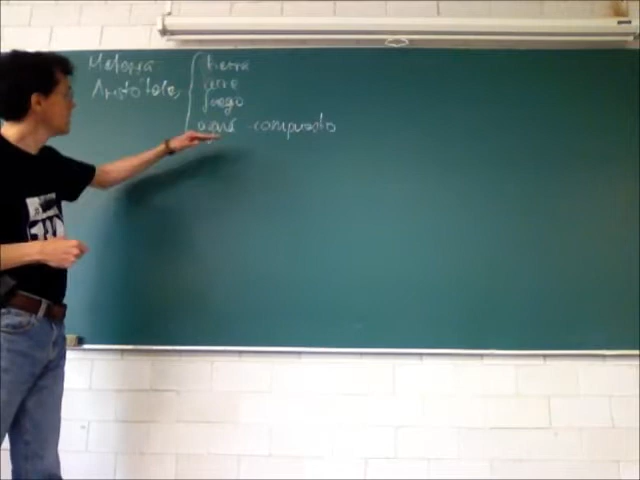 Materia
Aristóteles
tierra
aire
fuego
agua compuesto